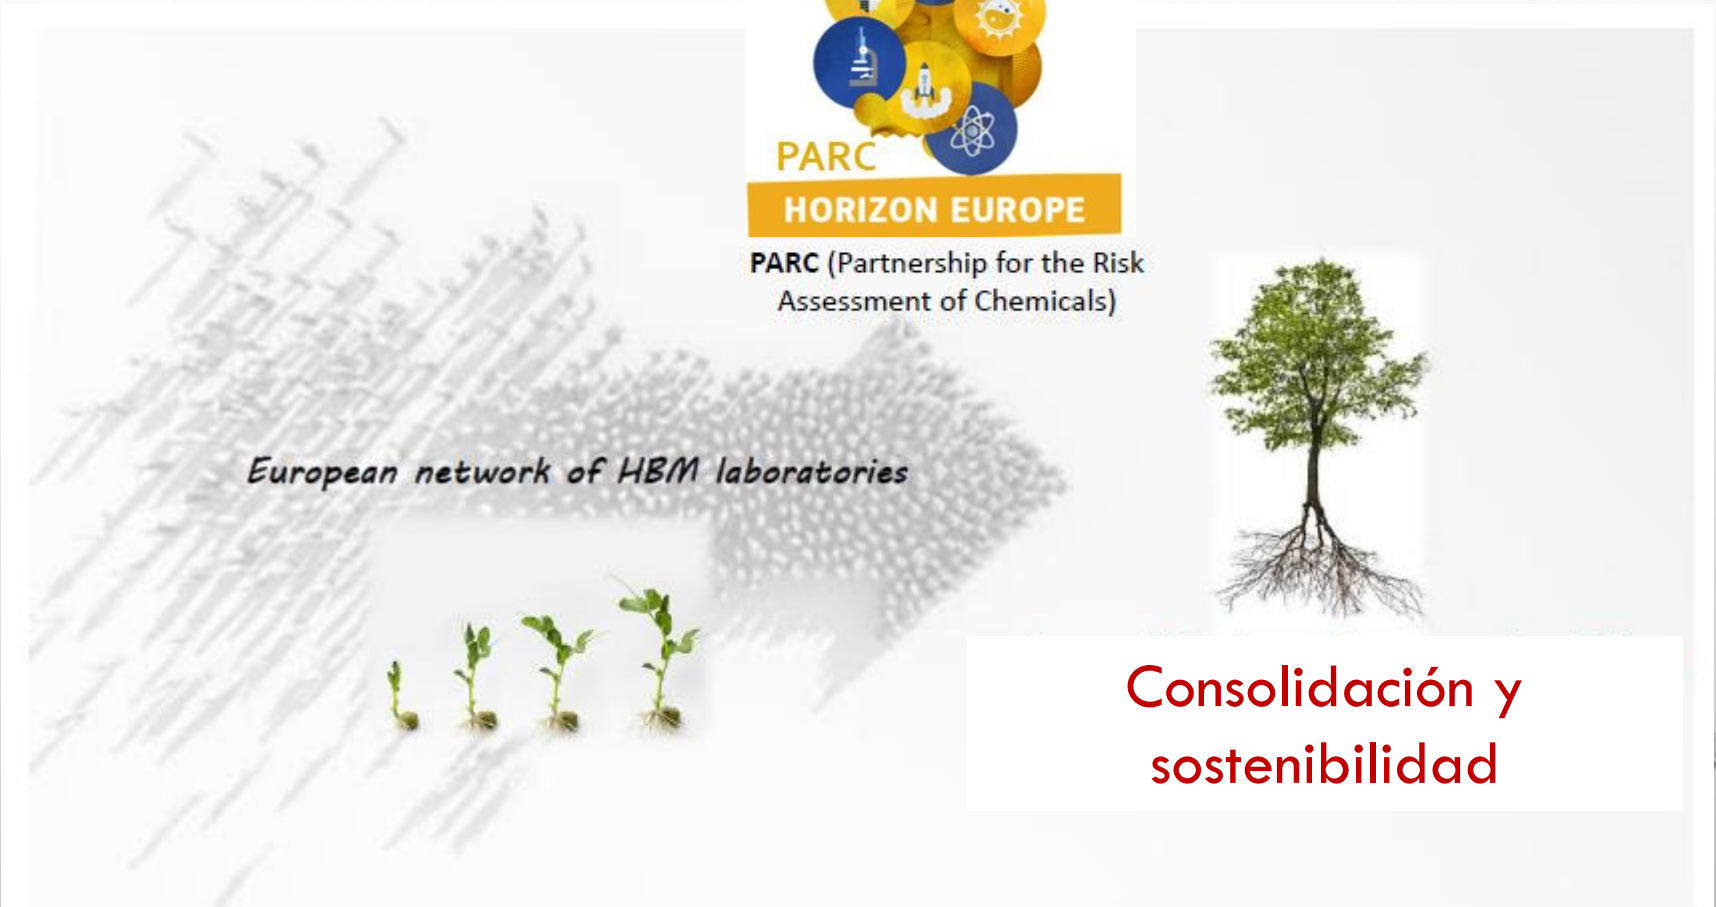 PARC
HORIZON EUROPE
PARC (Partnership for the Risk
Assessment of Chemicals)
European network of HBM laboratories
Consolidación y
sostenibilidad